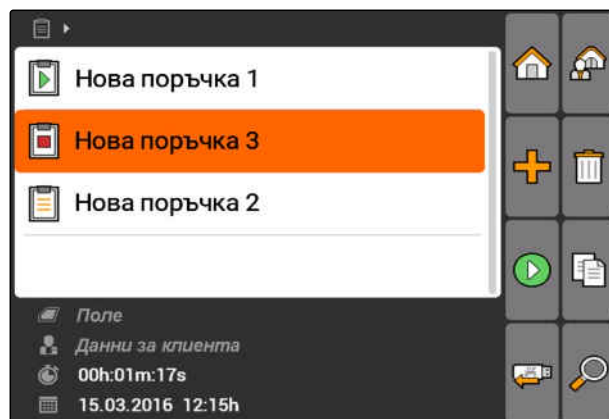 Нова поръчка 1
Нова поръчка 3
Нова поръчка 2
Поле
Данни за клиента
00h:01m:17s
15.03.2016 12:15h